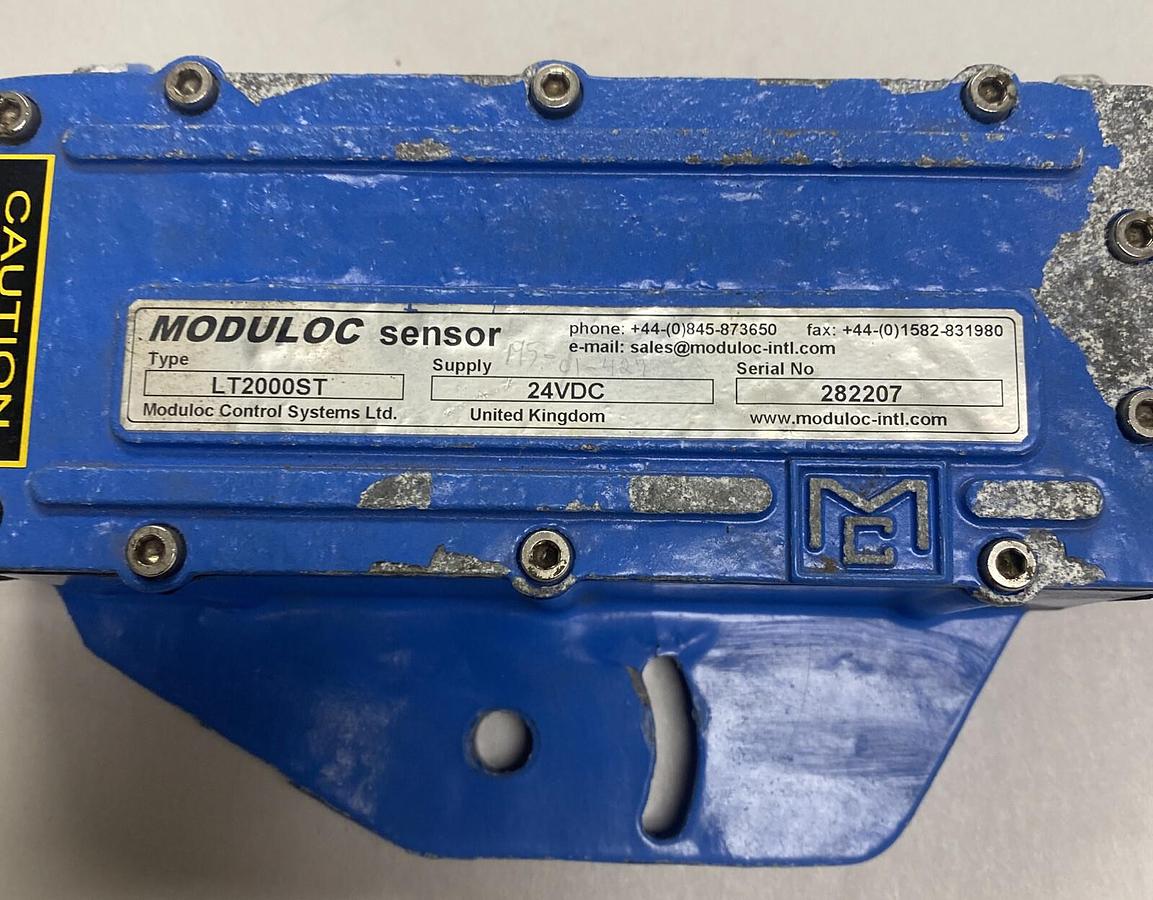 CAUTION
MODULOC sensor
phone: +44-(0)845-873650 fax: +44-(0)1582-831980
e-mail: sales@moduloc-intl.com
Type Supply Serial No
LT2000ST 24VDC 282207
Moduloc Control Systems Ltd. United Kingdom www.moduloc-intl.com
MC